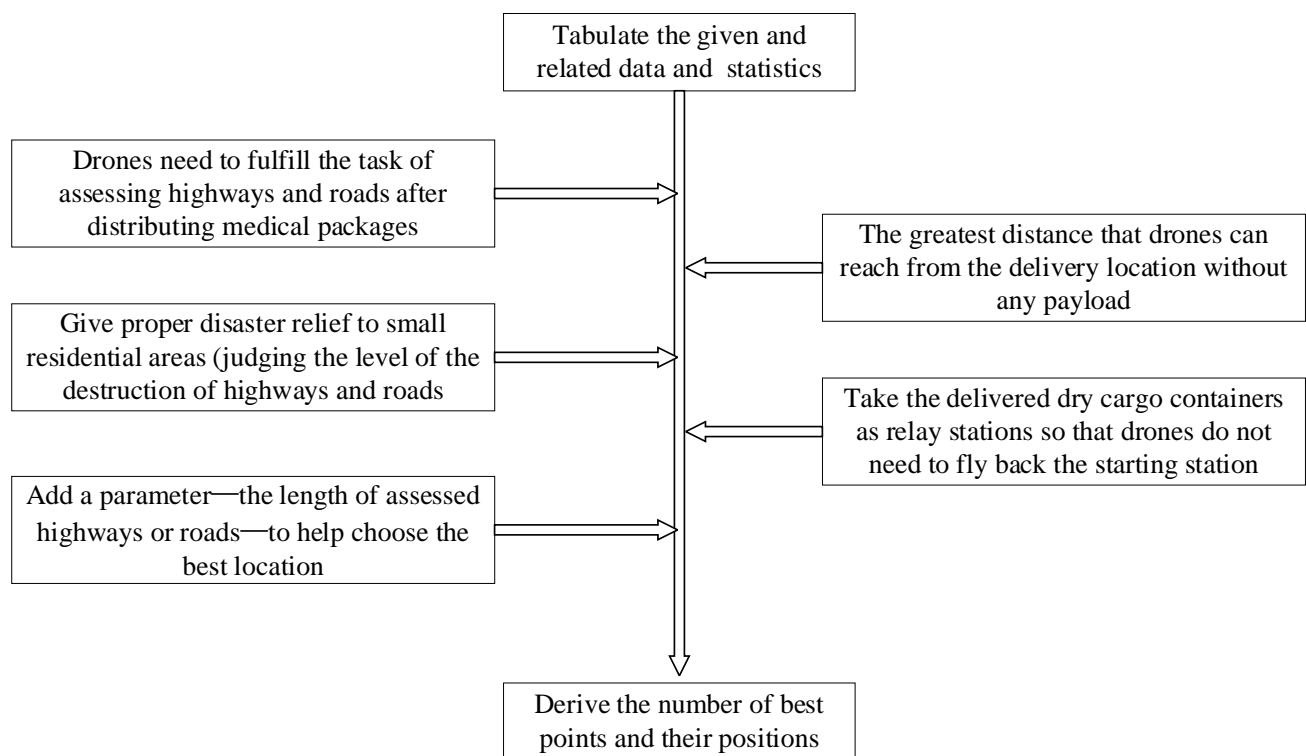 Tabulate the given and
related data and statistics
Drones need to fulfill the task of
assessing highways and roads after
distributing medical packages
The greatest distance that drones can
reach from the delivery location without
any payload
Give proper disaster relief to small
residential areas (judging the level of the
destruction of highways and roads
Take the delivered dry cargo containers
as relay stations so that drones do not
need to fly back the starting station
Add a parameter—the length of assessed
highways or roads—to help choose the
best location
Derive the number of best
points and their positions